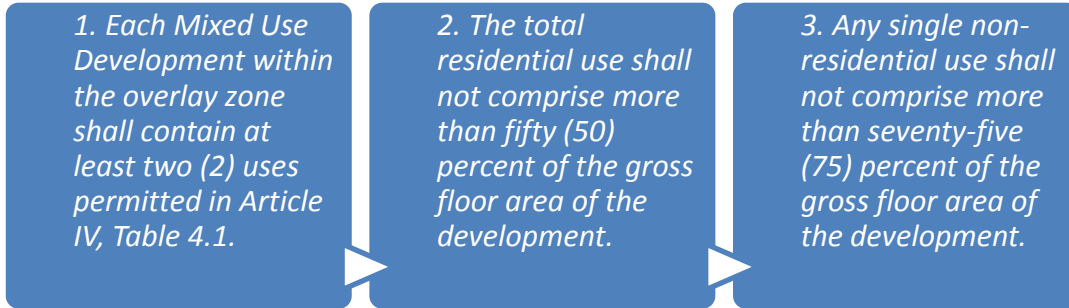 1. Each Mixed Use
Development within
the overlay zone
shall contain at
least two (2) uses
permitted in Article
IV, Table 4.1.
2. The total
residential use shall
not comprise more
than fifty (50)
percent of the gross
floor area of the
development.
3. Any single non-
residential use shall
not comprise more
than seventy-five
(75) percent of the
gross floor area of
the development.